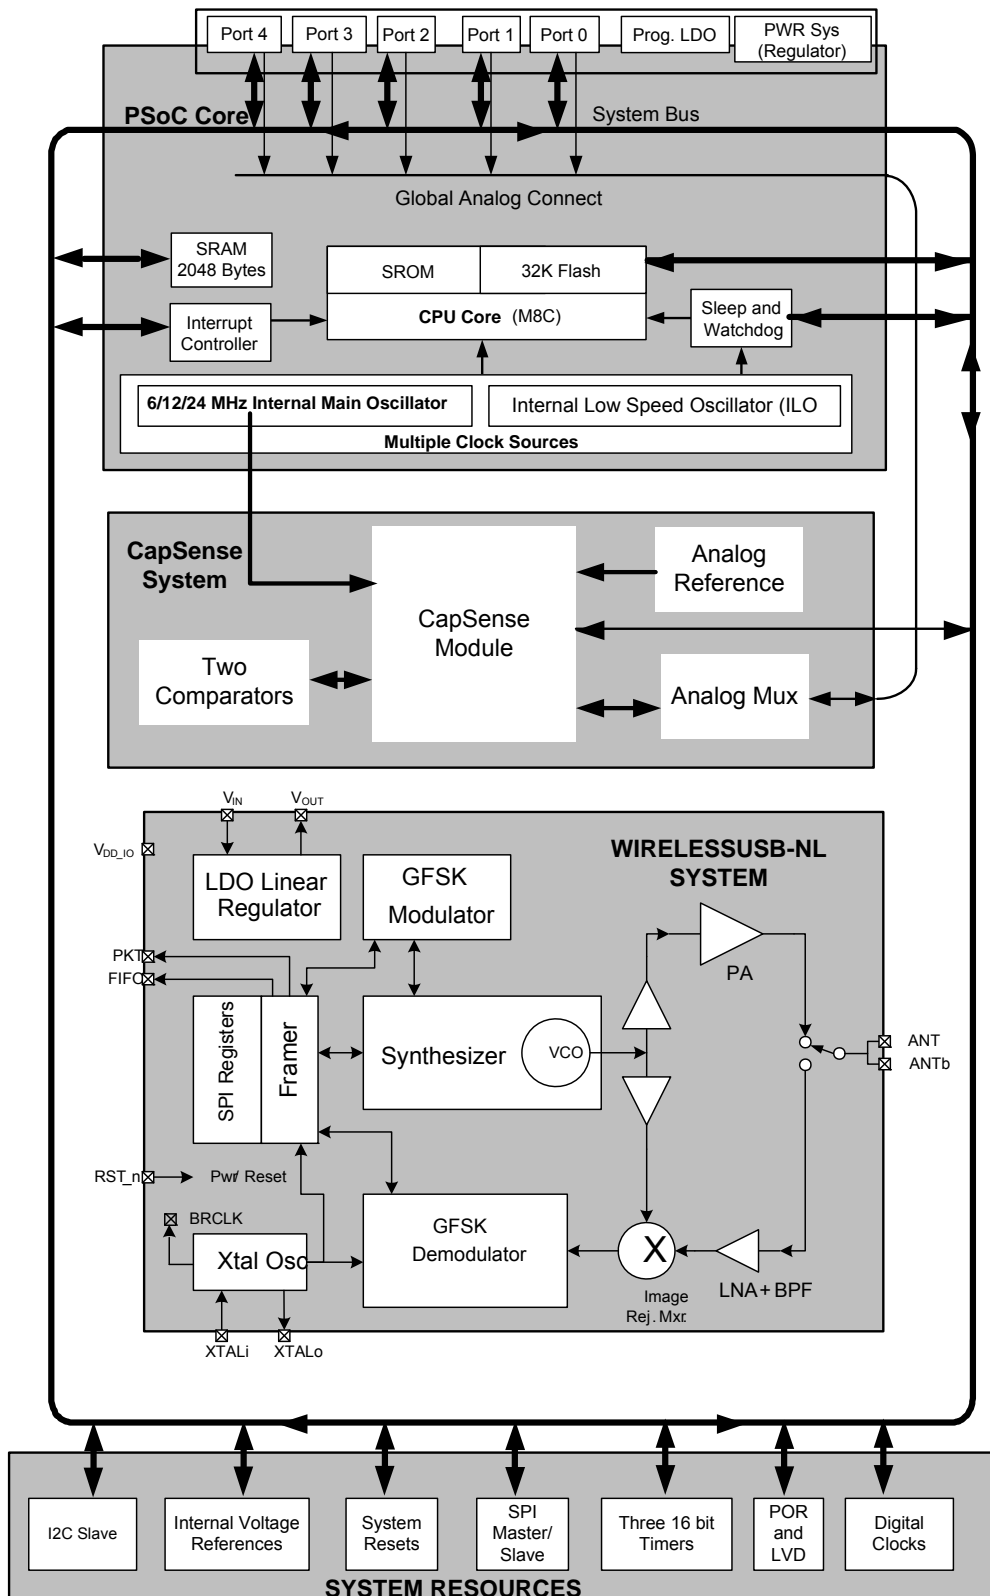 Port 4
Port 3
Port 2
Port 1
Port 0
Prog. LDO
PWR Sys
(Regulator)
PSoC Core
System Bus
Global Analog Connect
SRAM
2048 Bytes
SROM
32K Flash
CPU Core (M8C)
Interrupt
Controller
Sleep and
Watchdog
6/12/24 MHz Internal Main Oscillator
Internal Low Speed Oscillator (ILO
Multiple Clock Sources
CapSense
System
CapSense
Module
Analog
Reference
Two
Comparators
Analog Mux
VIN
VOUT
VDD_IO
LDO Linear
Regulator
GFSK
Modulator
WIRELESSUSB-NL
SYSTEM
PKT
FIFO
PA
SPI Registers
Framer
Synthesizer
VCO
ANT
ANTb
RST_n
Pwr/ Reset
BRCLK
Xtal Osc
GFSK
Demodulator
X
LNA + BPF
Image
Rej. Mxr.
XTALi
XTALo
I2C Slave
Internal Voltage
References
System
Resets
SPI
Master/
Slave
Three 16 bit
Timers
POR
and
LVD
Digital
Clocks
SYSTEM RESOURCES